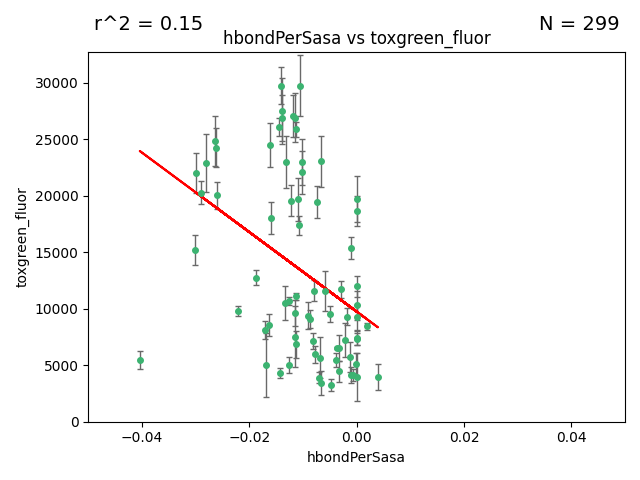 r^2 = 0.15
N = 299
hbondPerSasa vs toxgreen_fluor
30000
25000
20000
15000
10000
5000
0
toxgreen_fluor
−0.04
−0.02
0.00
0.02
0.04
hbondPerSasa